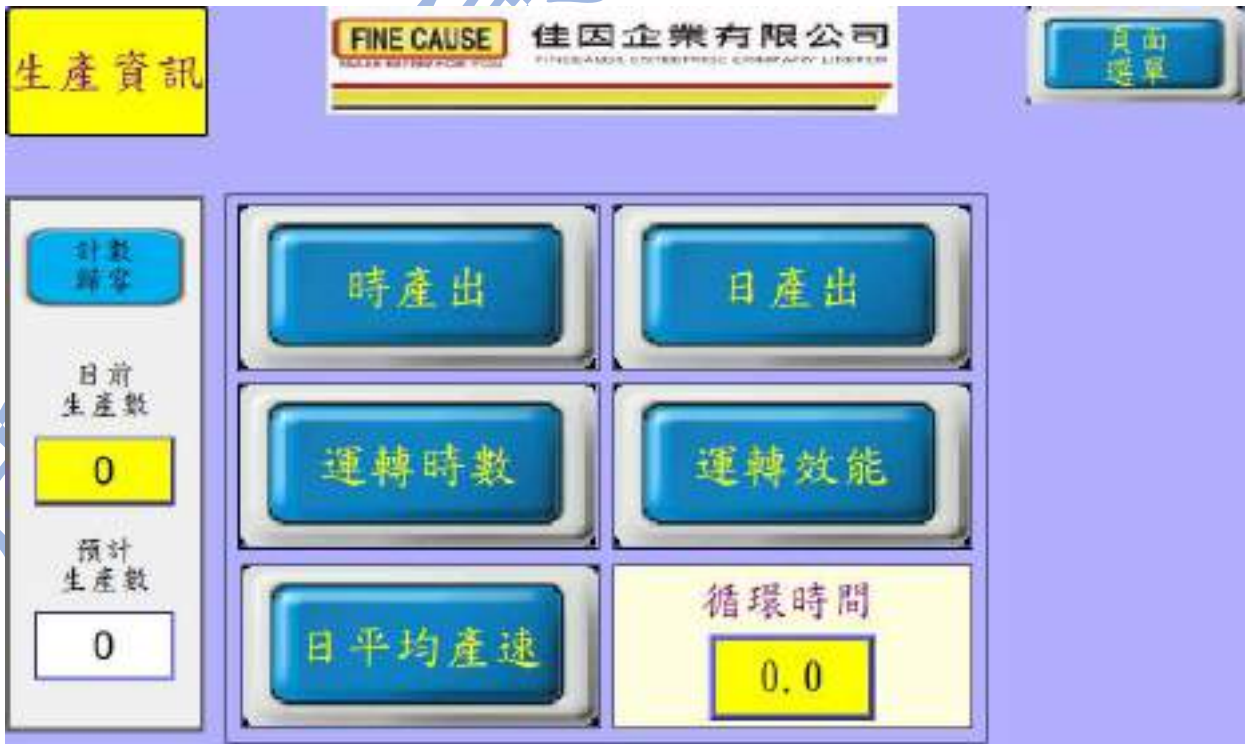 生產資訊
FINE CAUSE
佳因企業有限公司
頁面
選單
計數
歸零
時產出
日產出
目前
生產數
0
運轉時數
運轉效能
預計
生產數
0
日平均產速
循環時間
0.0